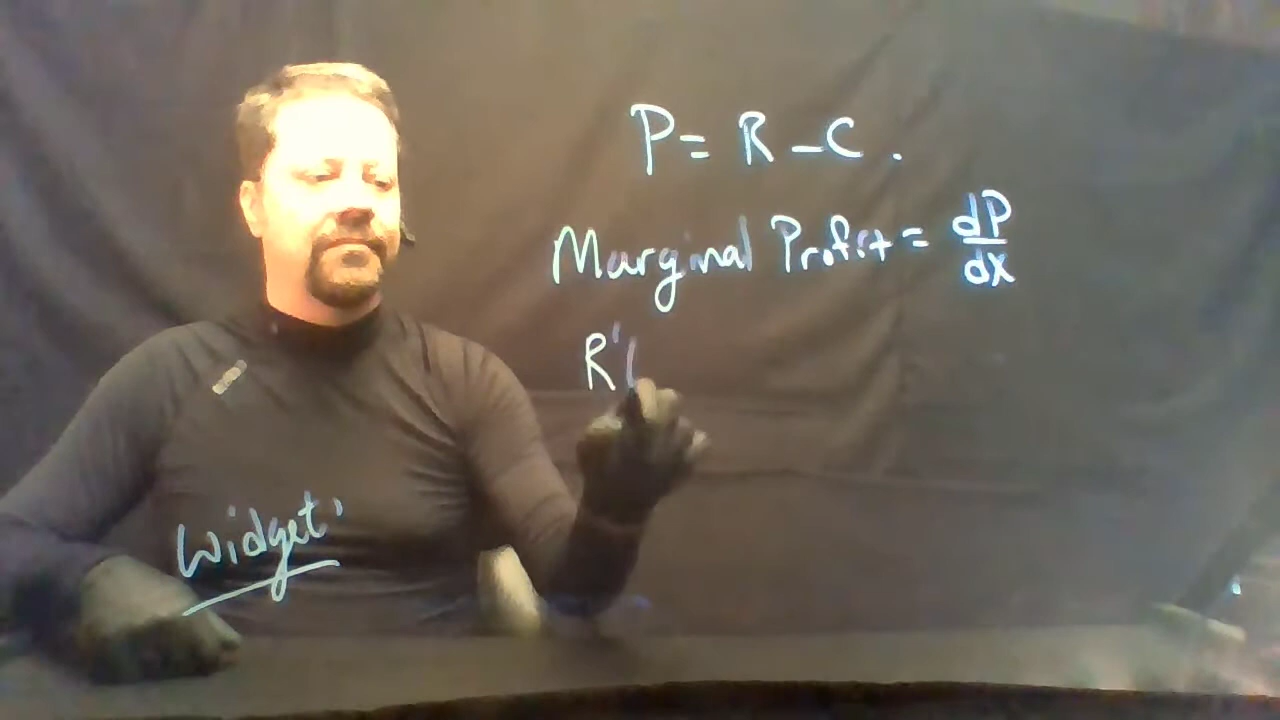 P = R - C .
Marginal Profit = dP/dx
R'(
Widget'